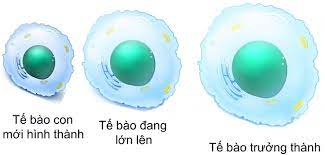 Tế bào con
mới hình thành
Tế bào đang
lớn lên
Tế bào trưởng thành